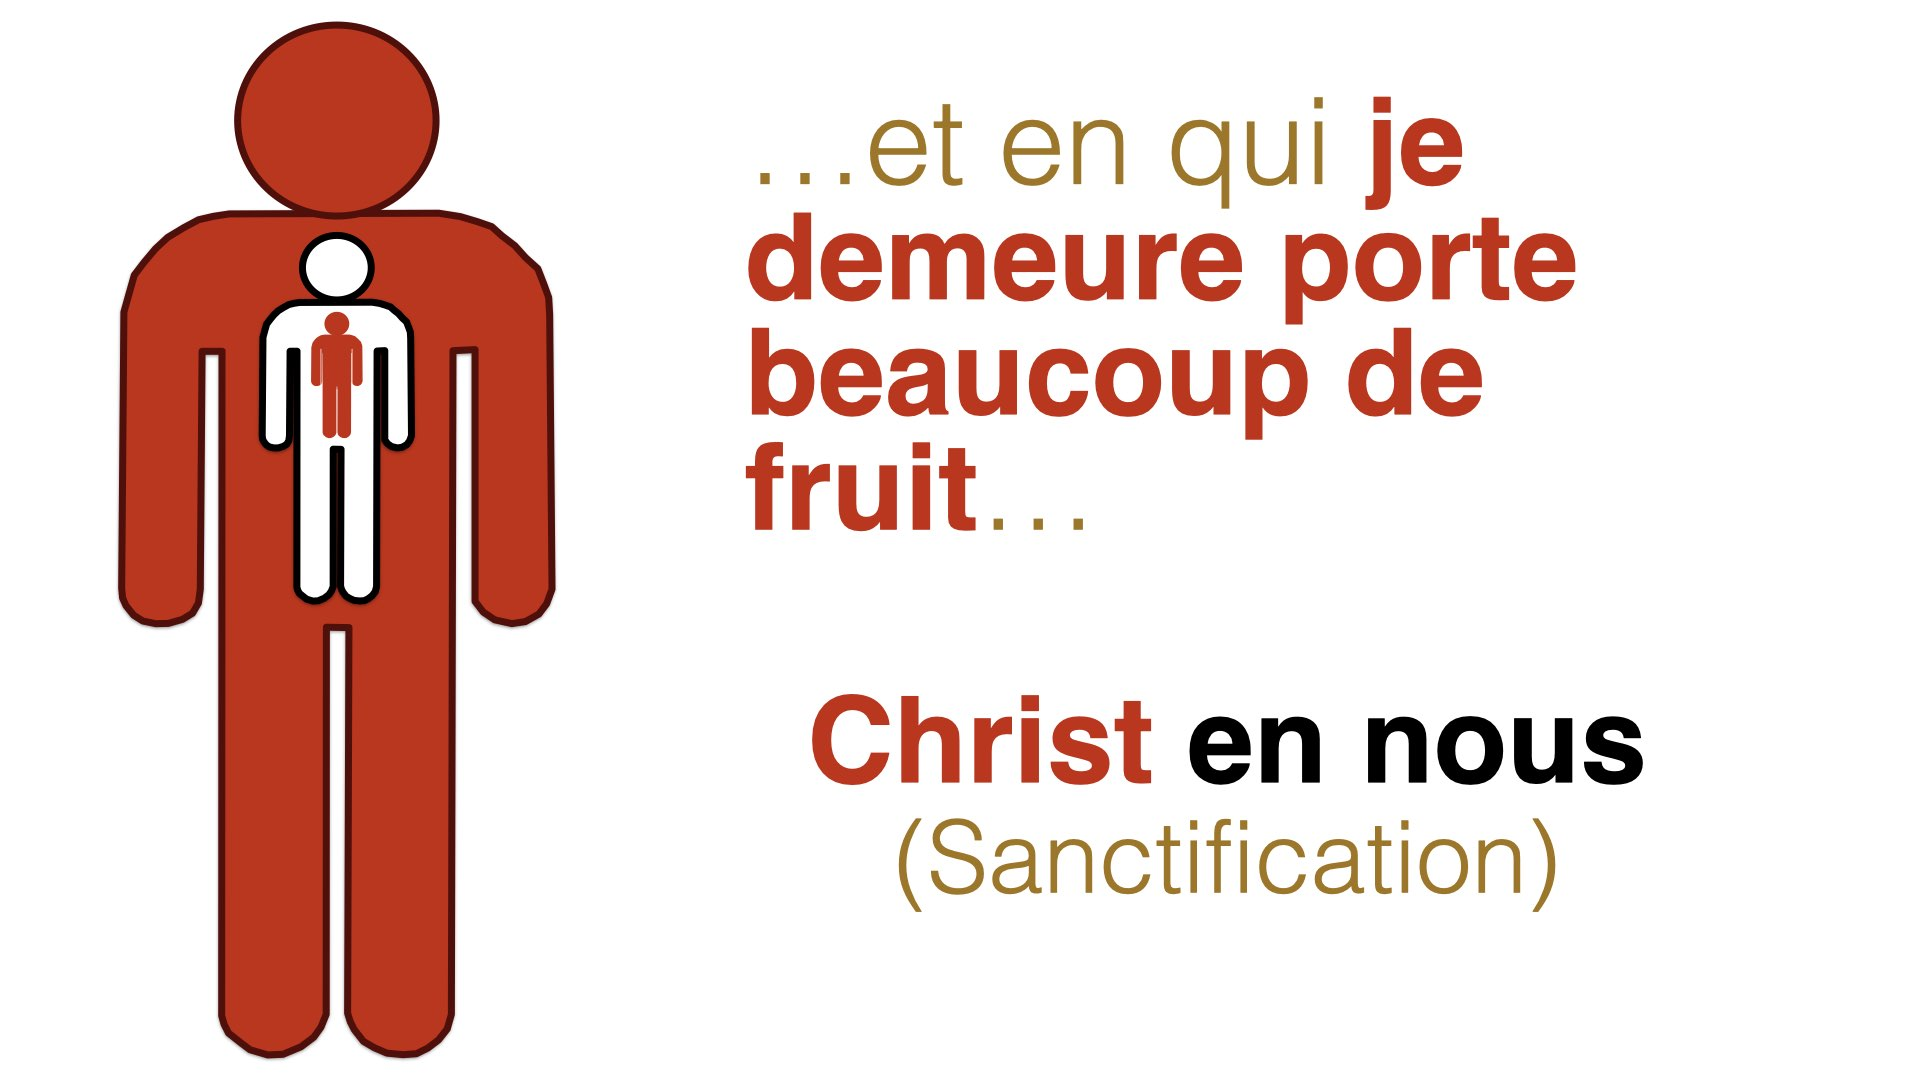 …et en qui je
demeure porte
beaucoup de
fruit…
Christ en nous
(Sanctification)